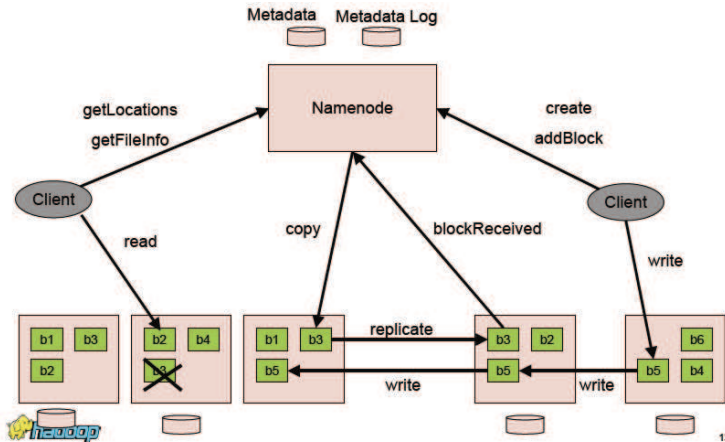 Metadata
Metadata Log
Namenode
getLocations
getFileInfo
create
addBlock
Client
Client
read
copy
blockReceived
write
b1 b3
b2
b2 b4
b3
b1 b3
b5
replicate
write
b3 b2
b5
write
b6
b5 b4
hadoop